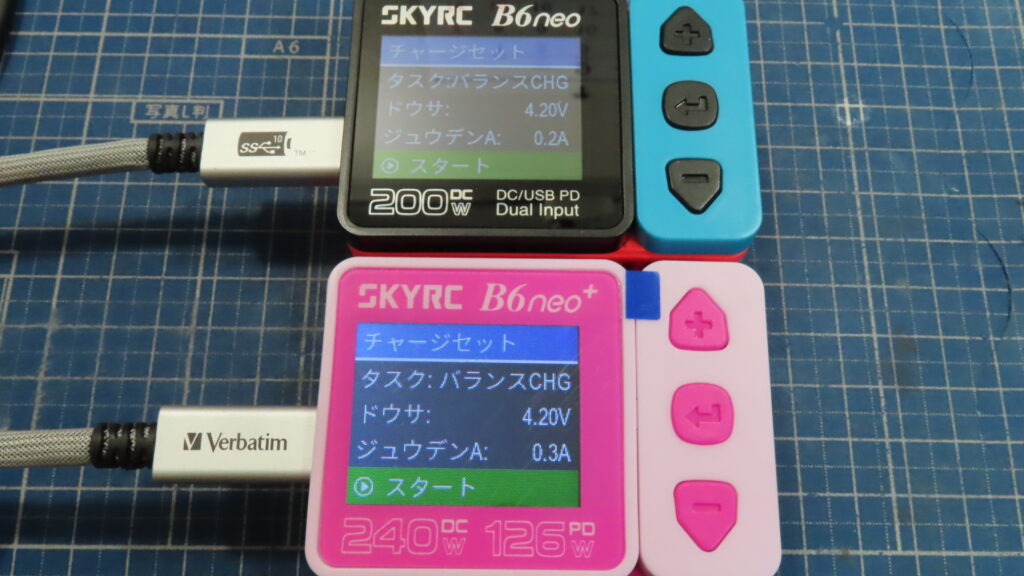 A6
写真L判
SS 10
TM
SKYRC B6neo
チャージセット
タスク:バランスCHG
ドウサ: 4.20V
ジュウデンA: 0.2A
スタート
200 DC W DC/USB PD
Dual Input
SKYRC B6neo+
チャージセット
タスク: バランスCHG
ドウサ: 4.20V
ジュウデンA: 0.3A
スタート
Verbatim
240 DC W 126 PD W